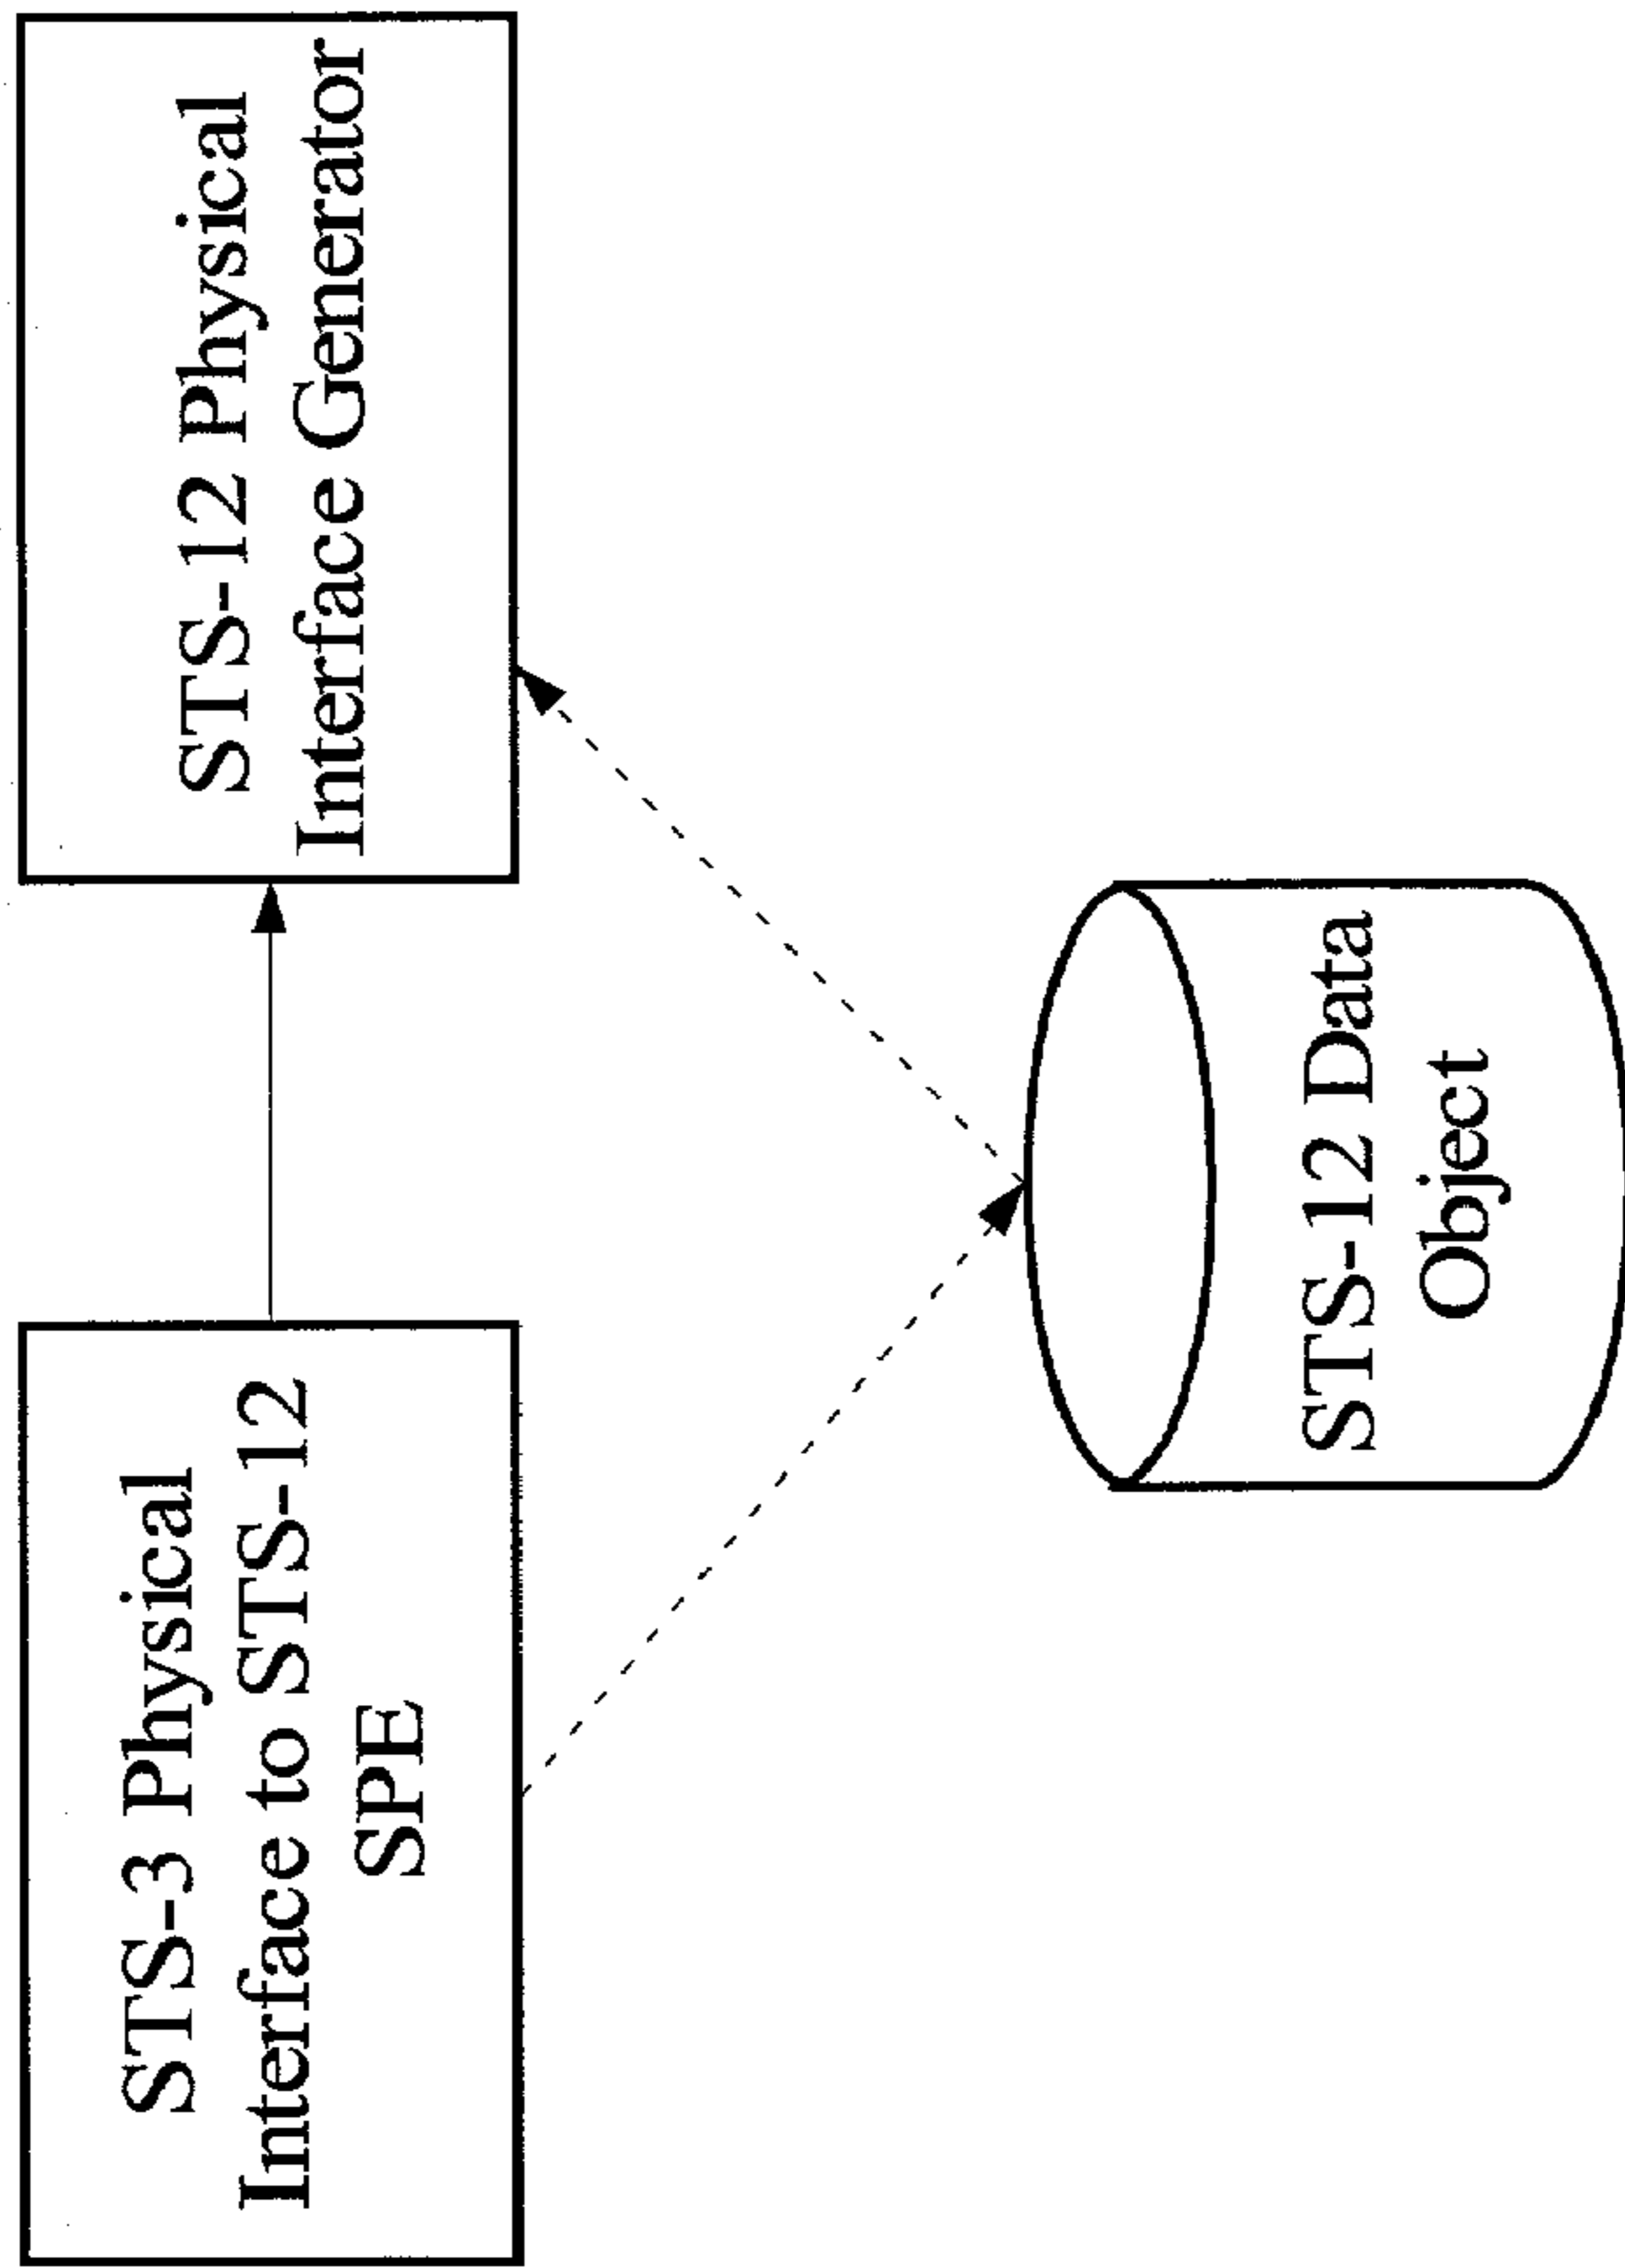 STS-3 Physical
Interface to STS-12
SPE
STS-12 Physical
Interface Generator
STS-12 Data
Object